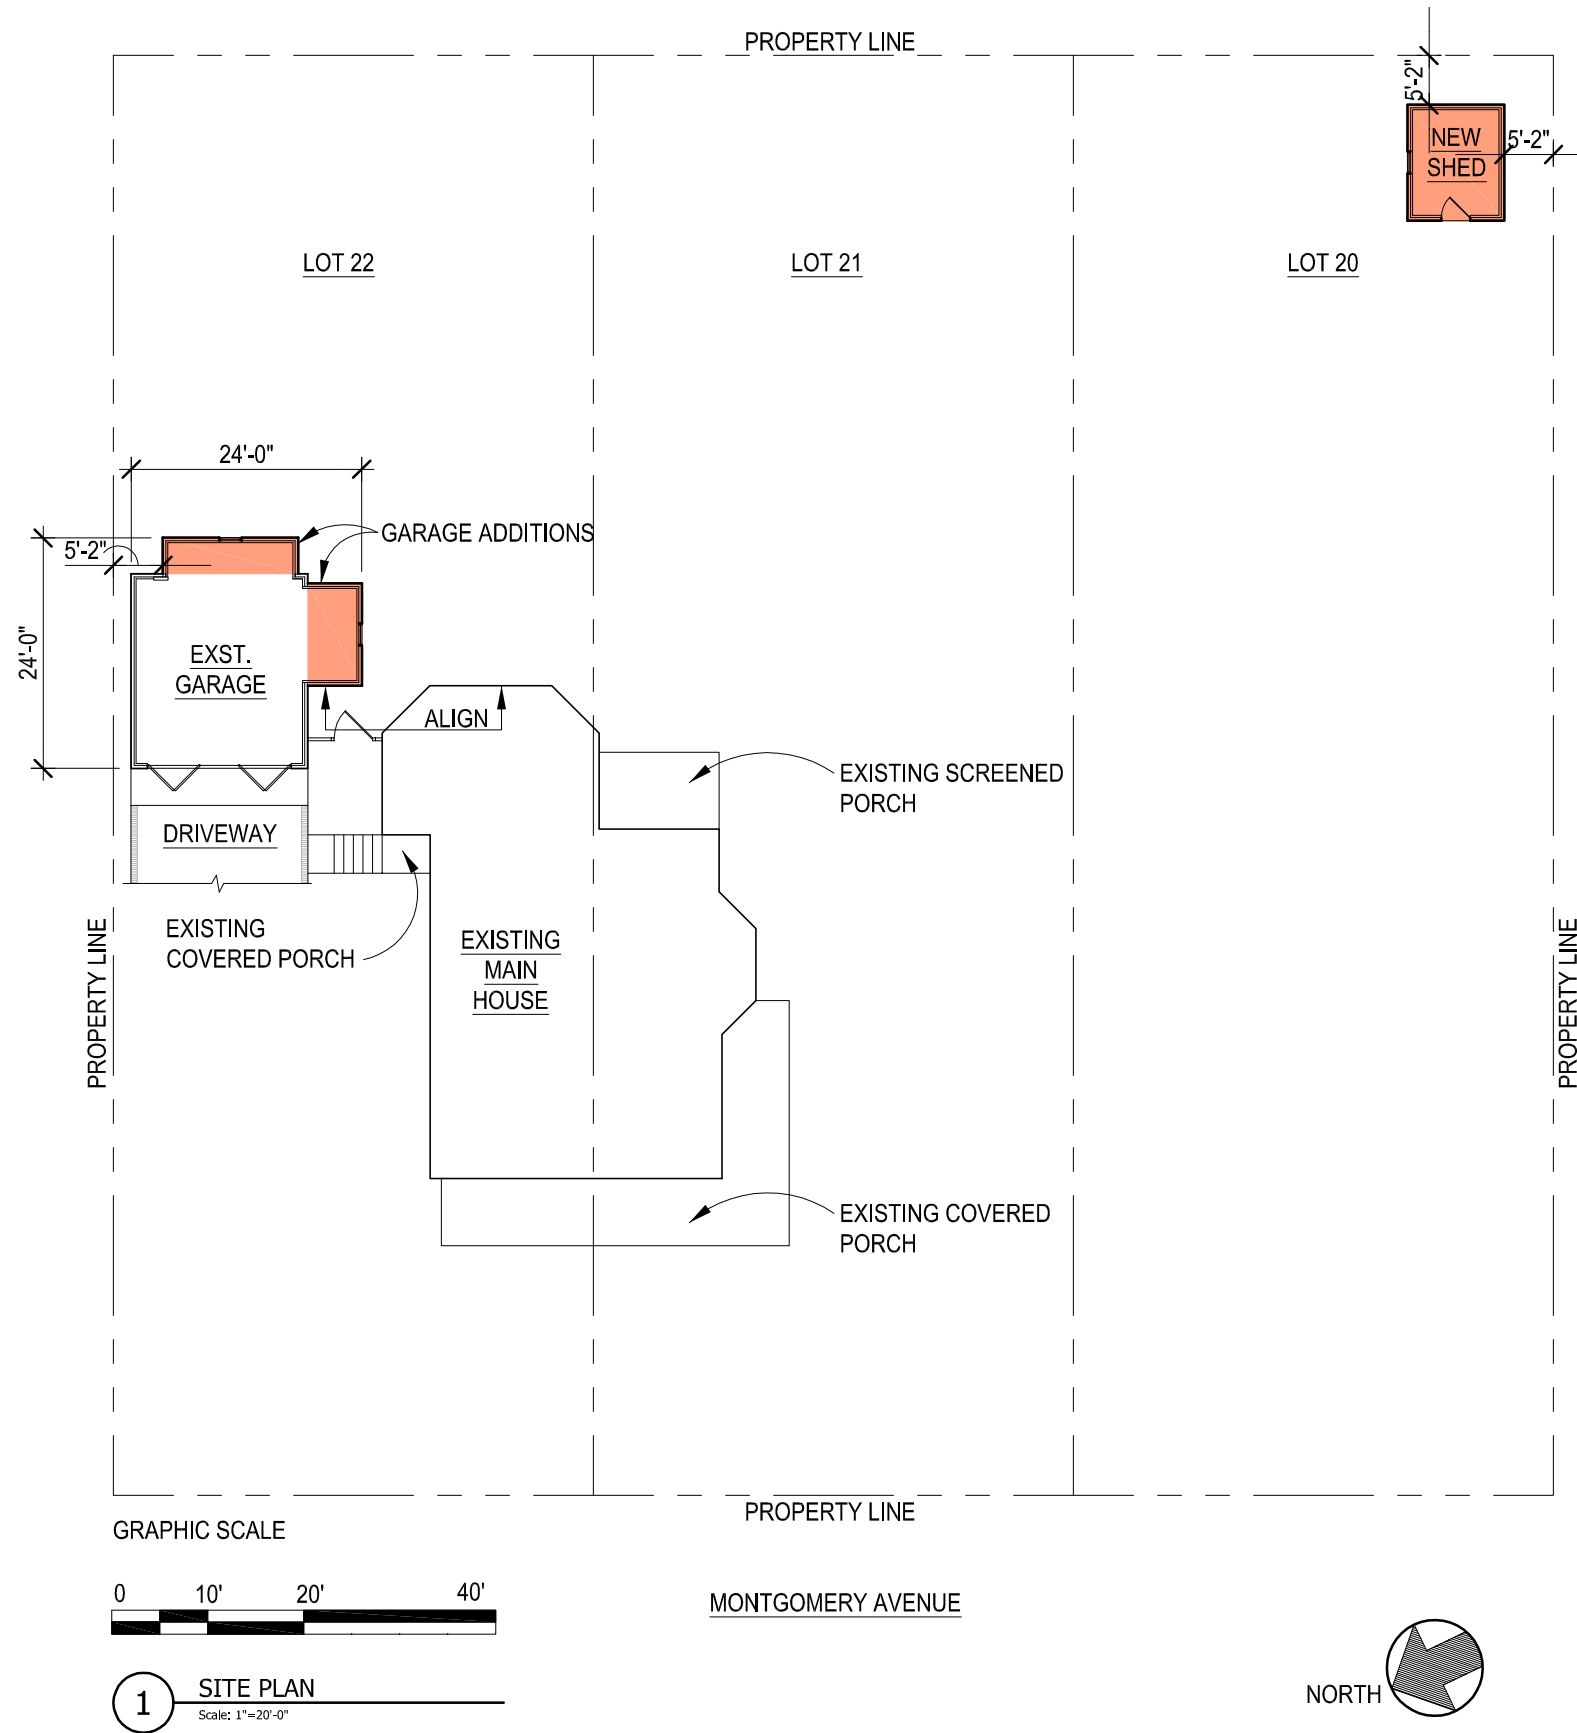 PROPERTY LINE
5'-2"
NEW
SHED
5'-2"
LOT 22
LOT 21
LOT 20
24'-0"
GARAGE ADDITIONS
5'-2"
24'-0"
EXST.
GARAGE
ALIGN
EXISTING SCREENED
PORCH
DRIVEWAY
EXISTING
COVERED PORCH
EXISTING
MAIN
HOUSE
PROPERTY LINE
PROPERTY LINE
EXISTING COVERED
PORCH
PROPERTY LINE
GRAPHIC SCALE
0 10' 20' 40'
MONTGOMERY AVENUE
1
SITE PLAN
Scale: 1"=20'-0"
NORTH